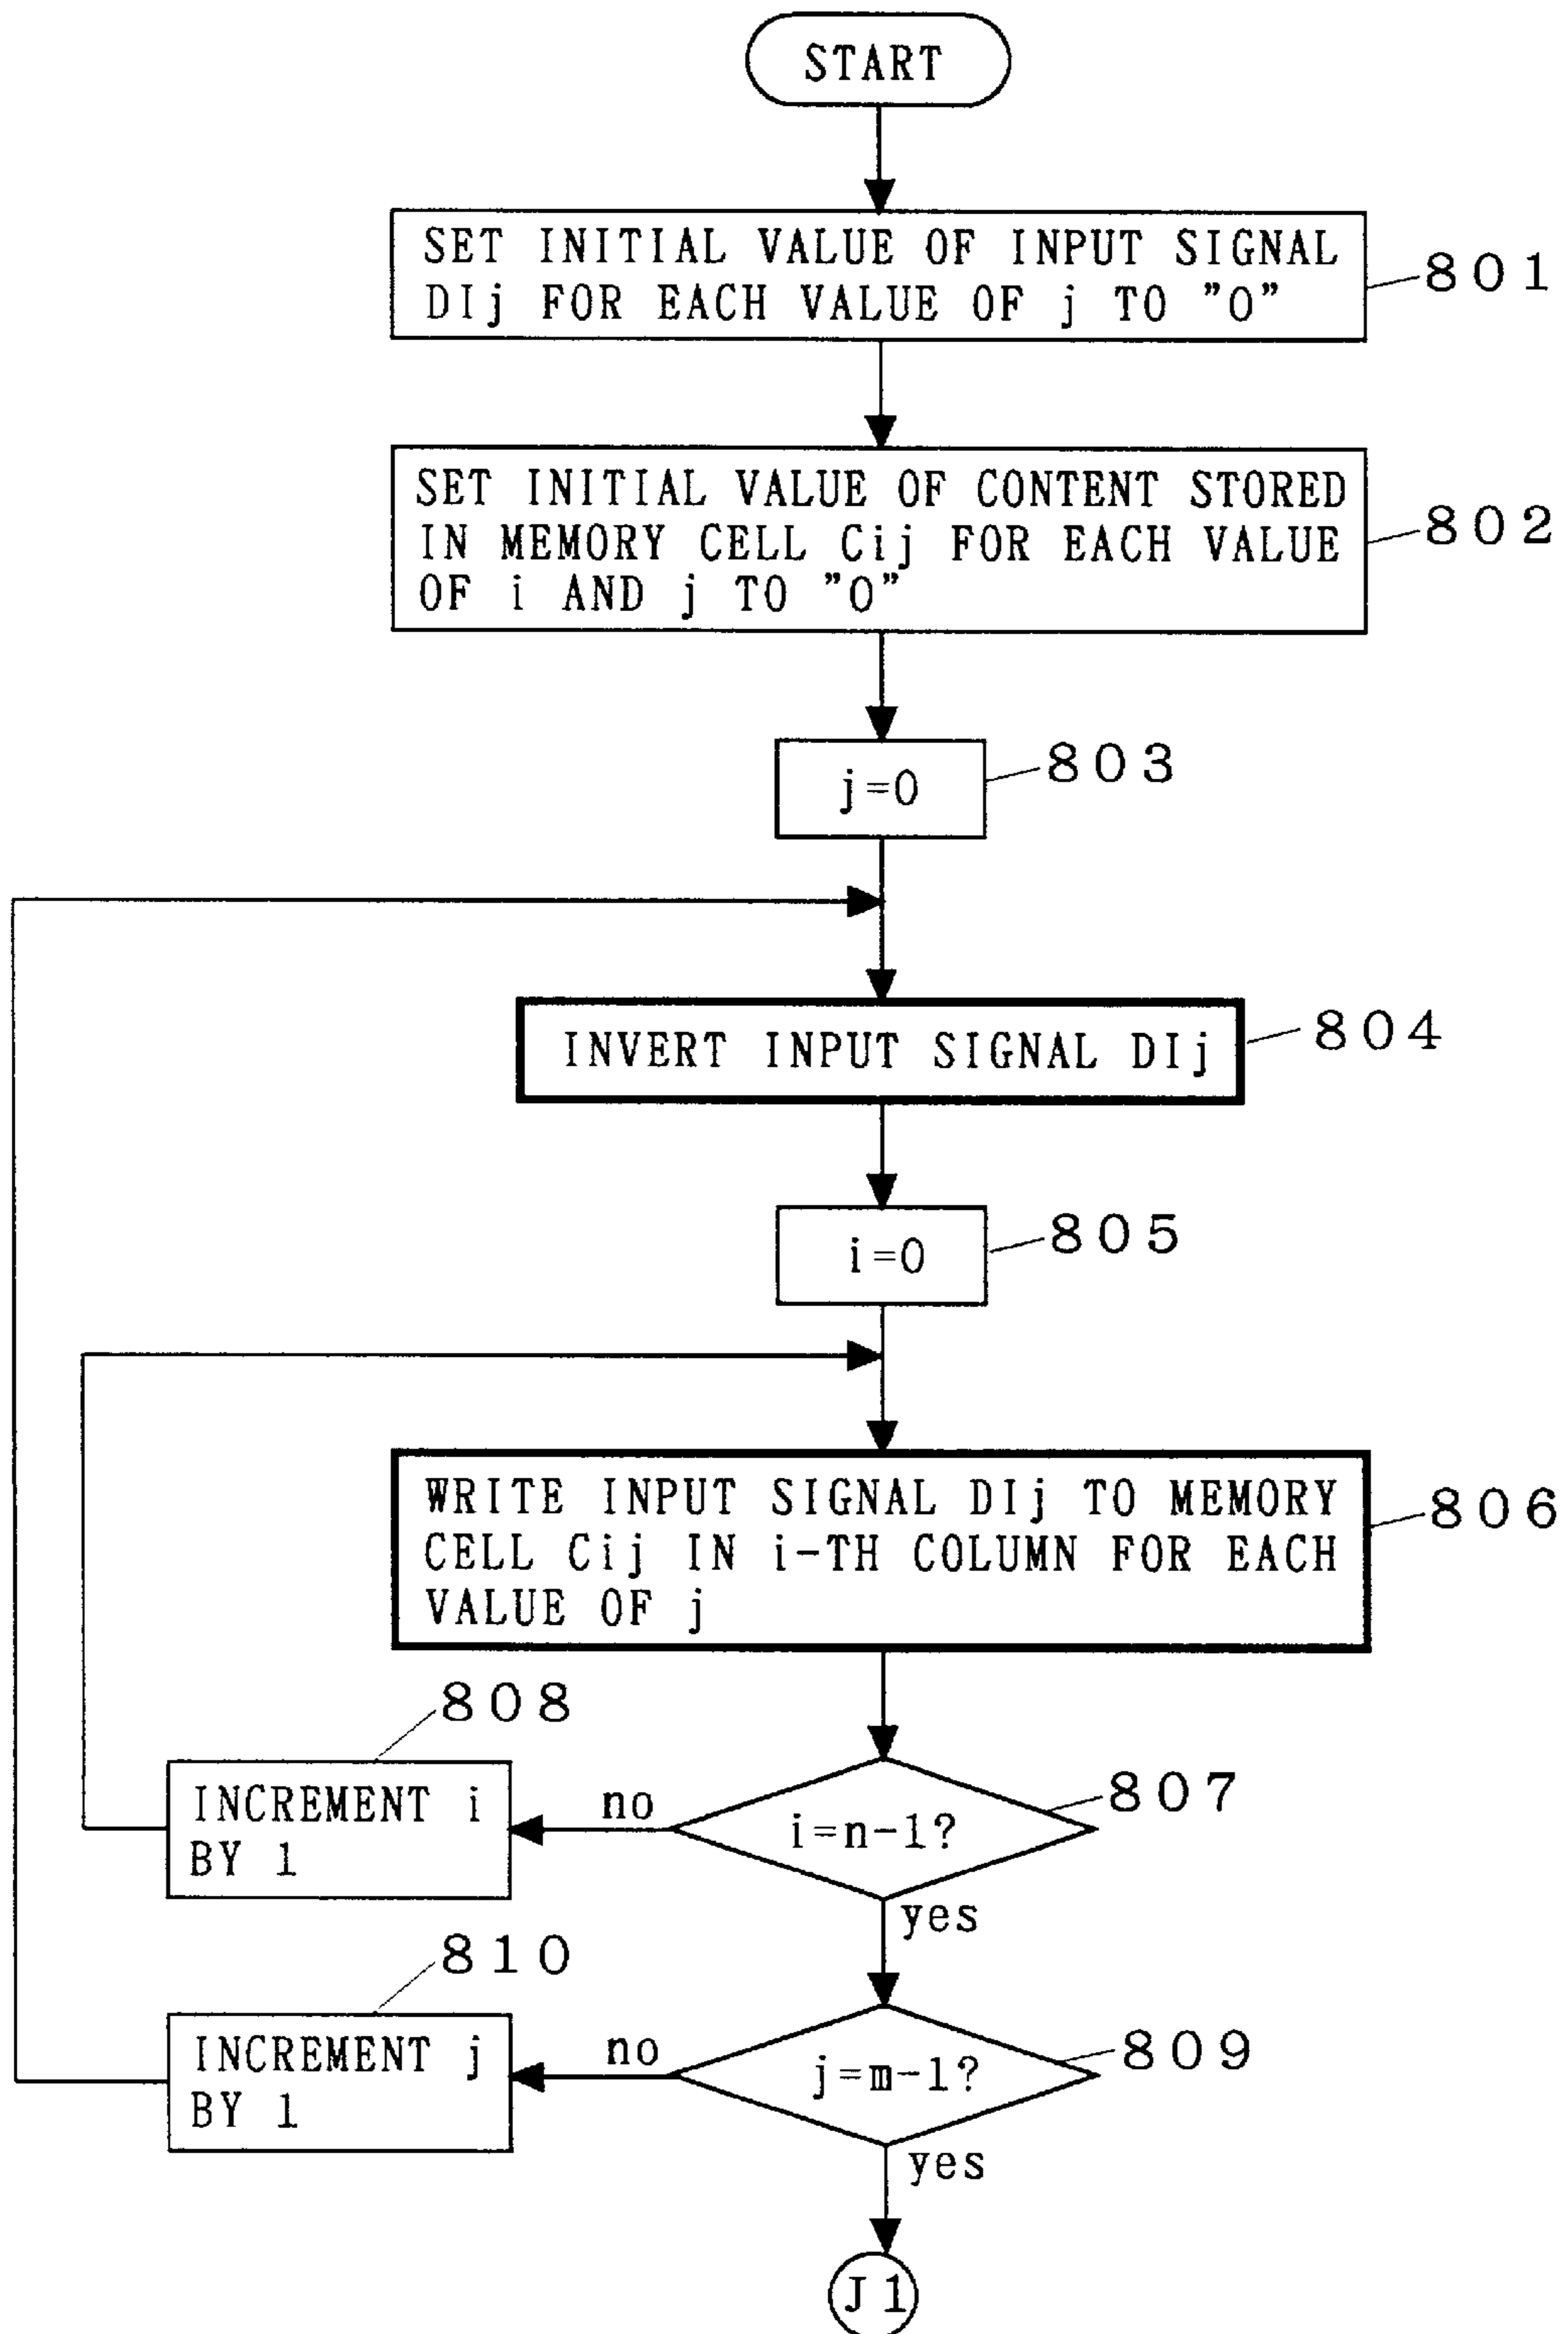 START
SET INITIAL VALUE OF INPUT SIGNAL
DIj FOR EACH VALUE OF j TO "0"
801
SET INITIAL VALUE OF CONTENT STORED
IN MEMORY CELL Cij FOR EACH VALUE
OF i AND j TO "0"
802
j=0
803
INVERT INPUT SIGNAL DIj
804
i=0
805
WRITE INPUT SIGNAL DIj TO MEMORY
CELL Cij IN i-TH COLUMN FOR EACH
VALUE OF j
806
808
INCREMENT i
BY 1
no
i=n-1?
807
yes
810
INCREMENT j
BY 1
no
j=m-1?
809
yes
J1